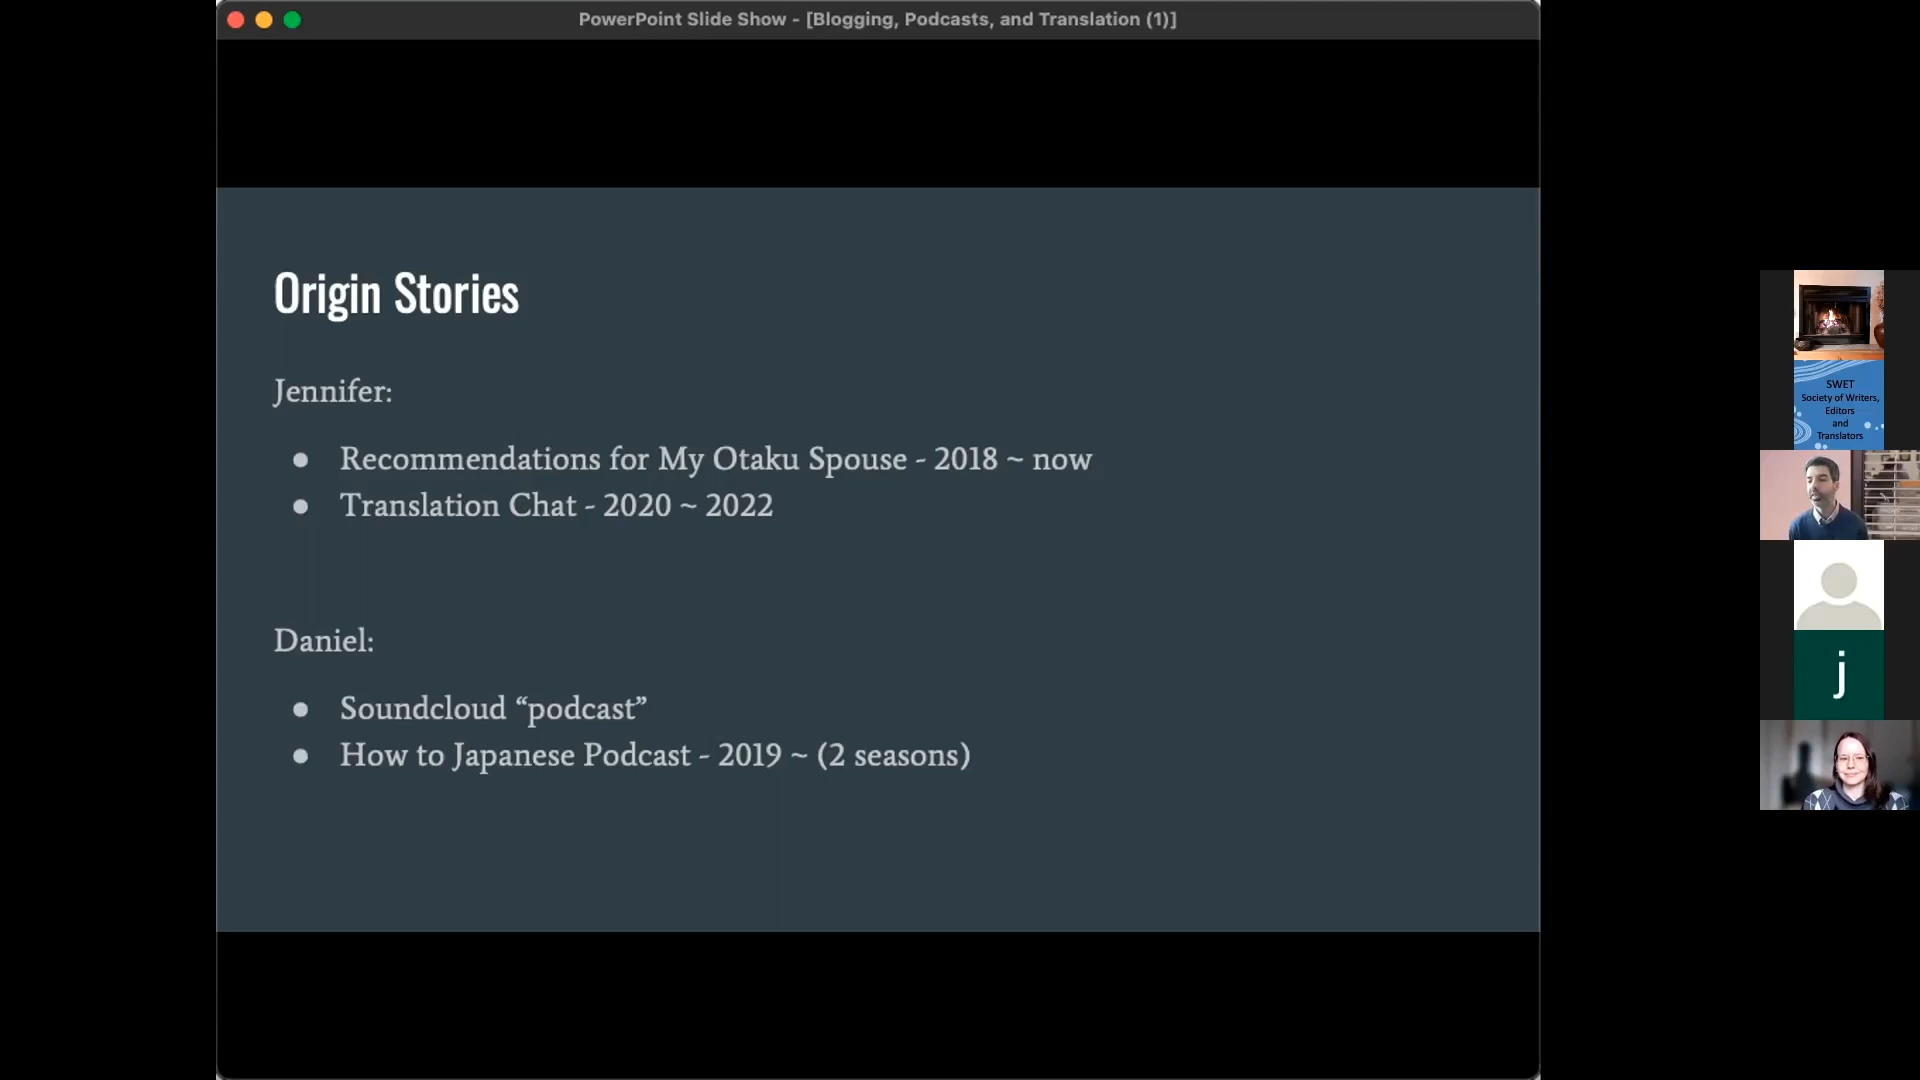 PowerPoint Slide Show - [Blogging, Podcasts, and Translation (1)]
Origin Stories
Jennifer:
● Recommendations for My Otaku Spouse - 2018 ~ now
● Translation Chat - 2020 ~ 2022
Daniel:
● Soundcloud “podcast”
● How to Japanese Podcast - 2019 ~ (2 seasons)
SWET
Society of Writers,
Editors
and
Translators
j